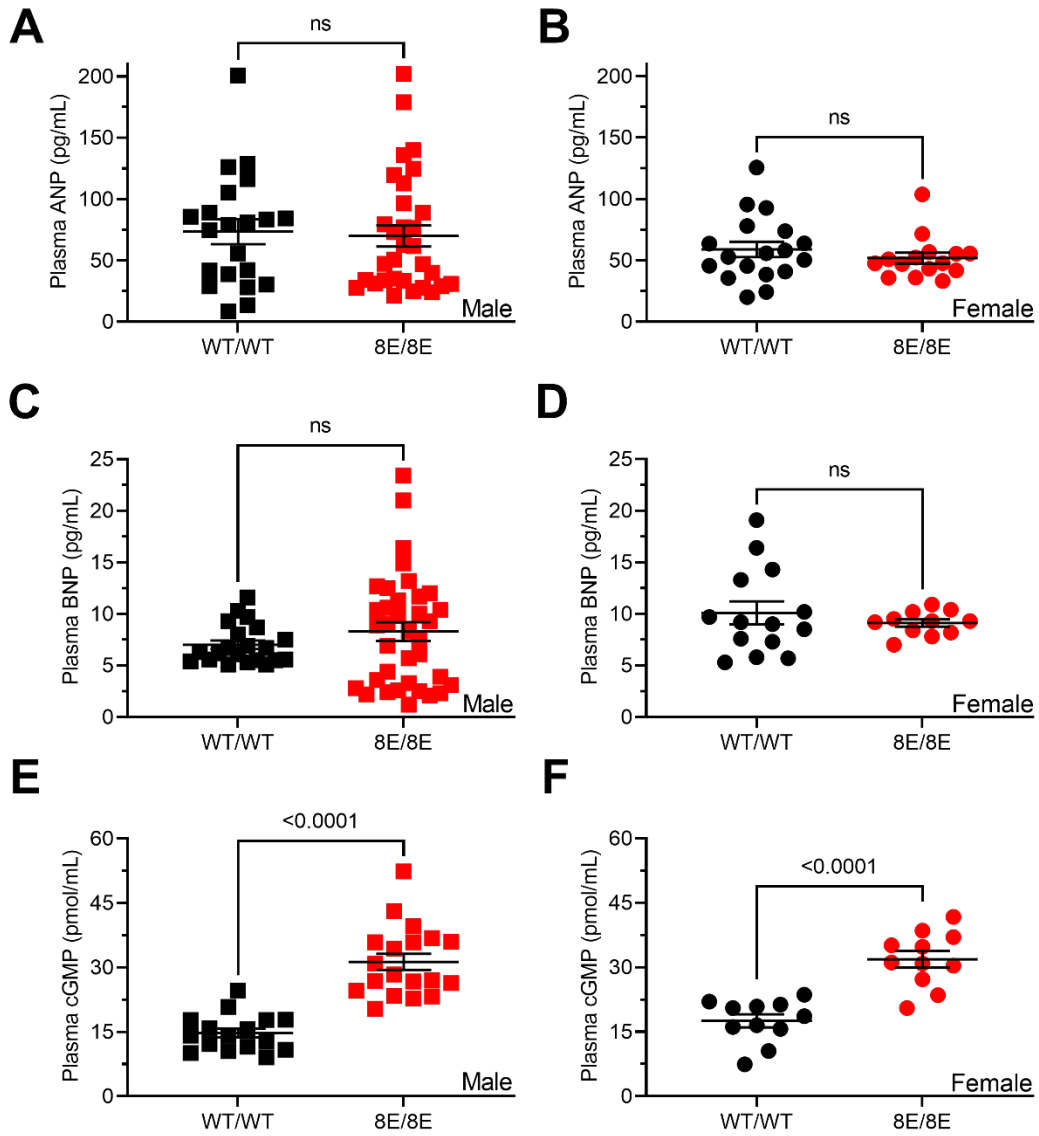 A
ns
Plasma ANP (pg/mL)
200
150
100
50
0
Male
WT/WT 8E/8E
B
ns
Plasma ANP (pg/mL)
200
150
100
50
0
Female
WT/WT 8E/8E
C
ns
Plasma BNP (pg/mL)
25
20
15
10
5
0
Male
WT/WT 8E/8E
D
ns
Plasma BNP (pg/mL)
25
20
15
10
5
0
Female
WT/WT 8E/8E
E
<0.0001
Plasma cGMP (pmol/mL)
60
45
30
15
0
Male
WT/WT 8E/8E
F
<0.0001
Plasma cGMP (pmol/mL)
60
45
30
15
0
Female
WT/WT 8E/8E